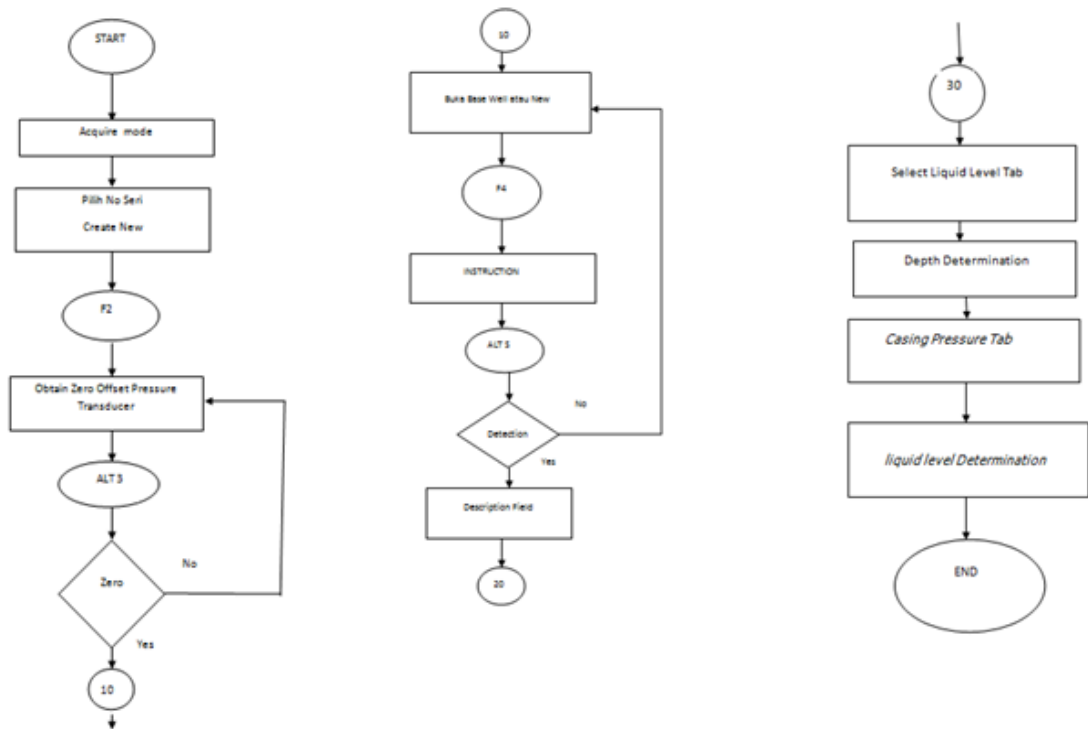 START
Acquire mode
Pilih No Seri
Create New
F2
Obtain Zero Offset Pressure
Transducer
ALT 3
Zero
No
Yes
10
10
Buka Base Well atau New
F4
INSTRUCTION
ALT 5
Detection
No
Yes
Description Field
20
30
Select Liquid Level Tab
Depth Determination
Casing Pressure Tab
liquid level Determination
END